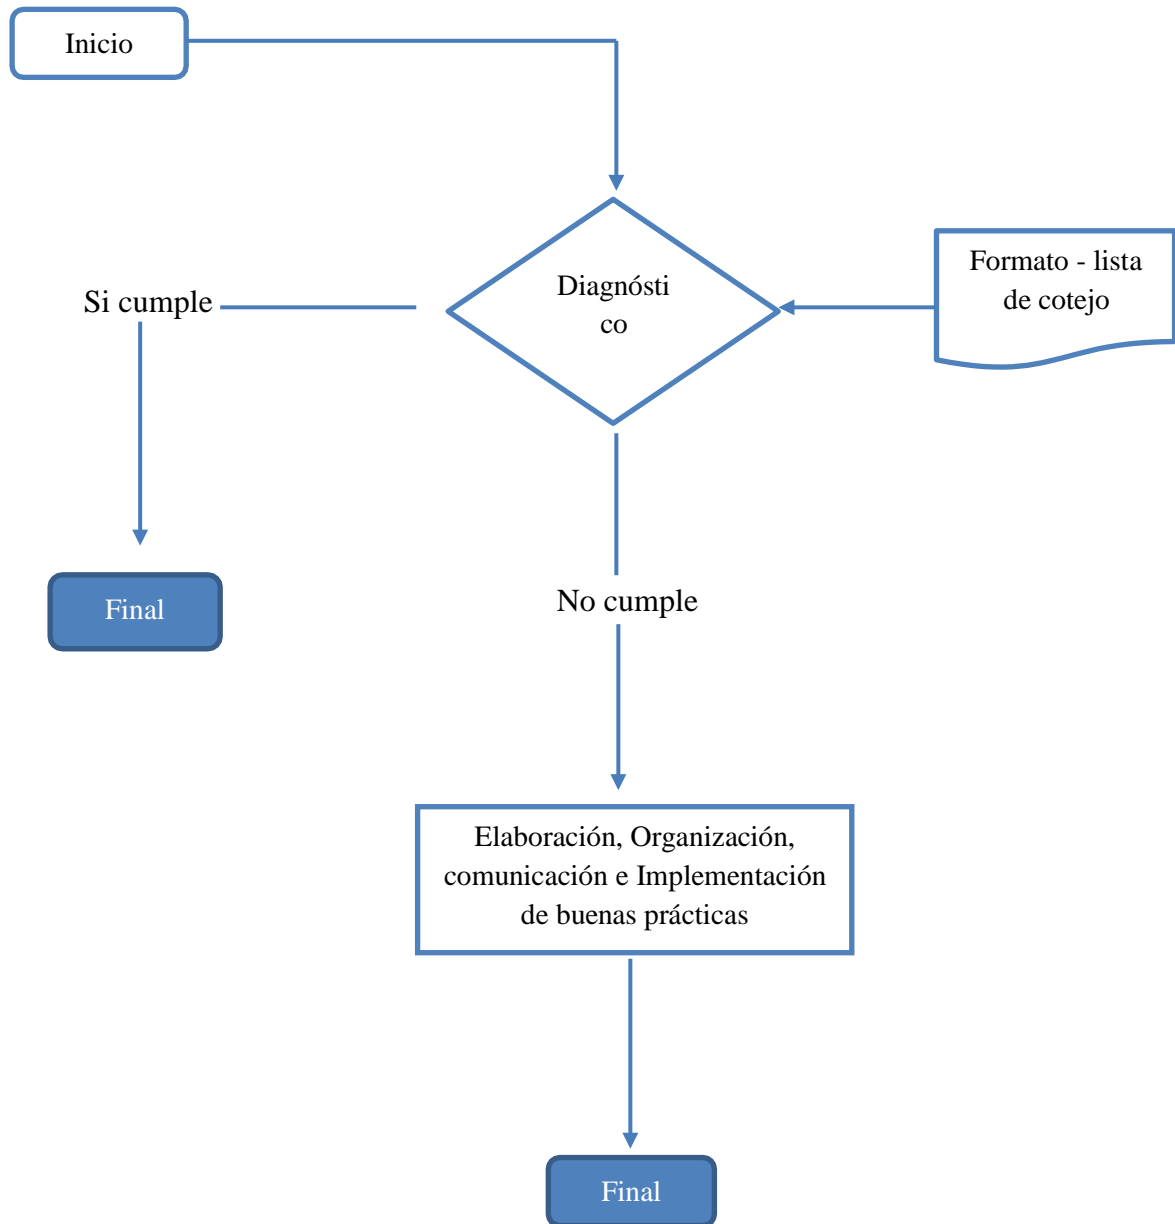 Inicio
Formato - lista
de cotejo
Diagnósti
co
Si cumple
Final
No cumple
Elaboración, Organización,
comunicación e Implementación
de buenas prácticas
Final